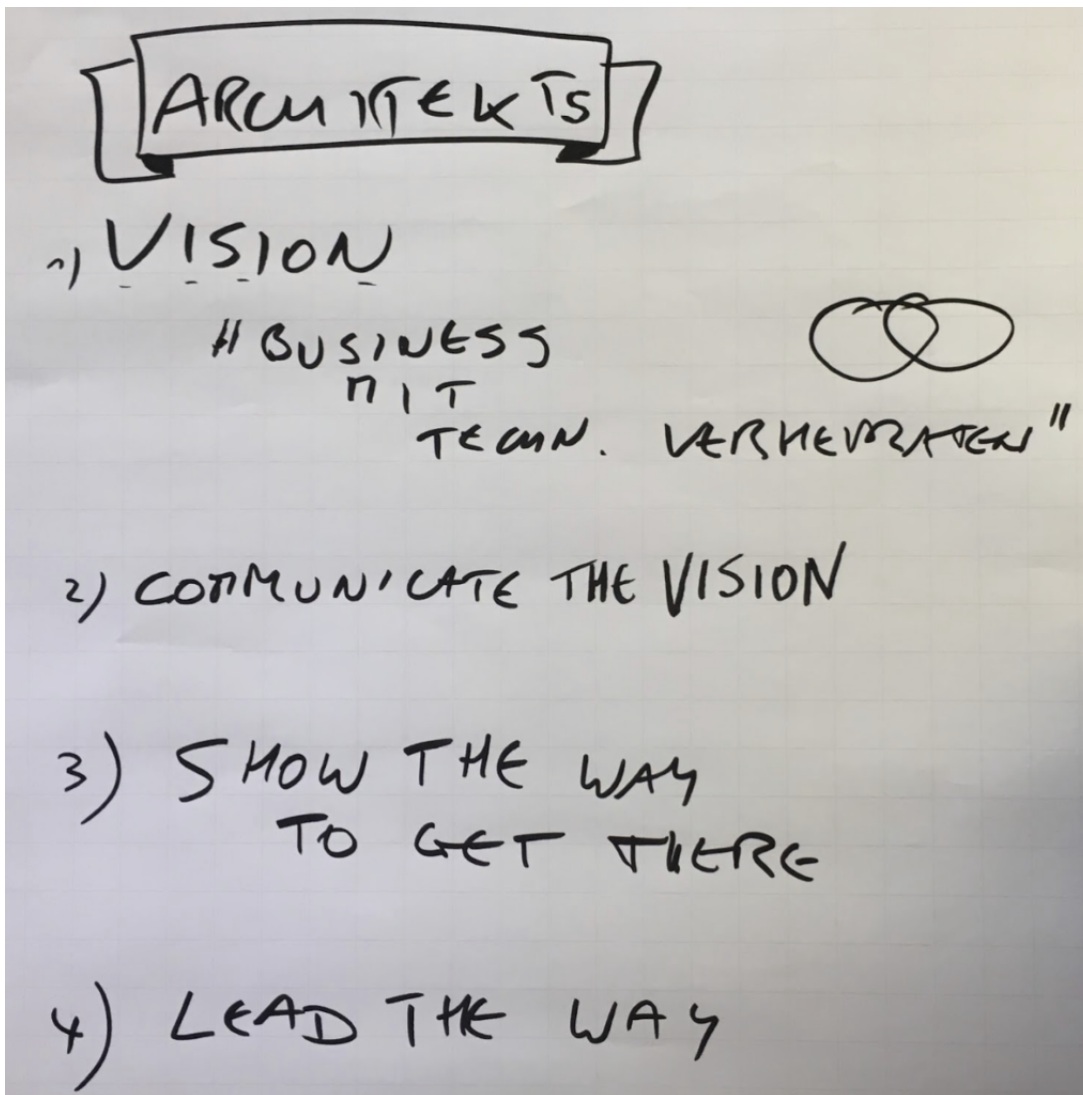 ARCHITEKTS
1) VISION
"BUSINESS
MIT
TECHN. VERHEIRATEN"
2) COMMUNICATE THE VISION
3) SHOW THE WAY
TO GET THERE
4) LEAD THE WAY